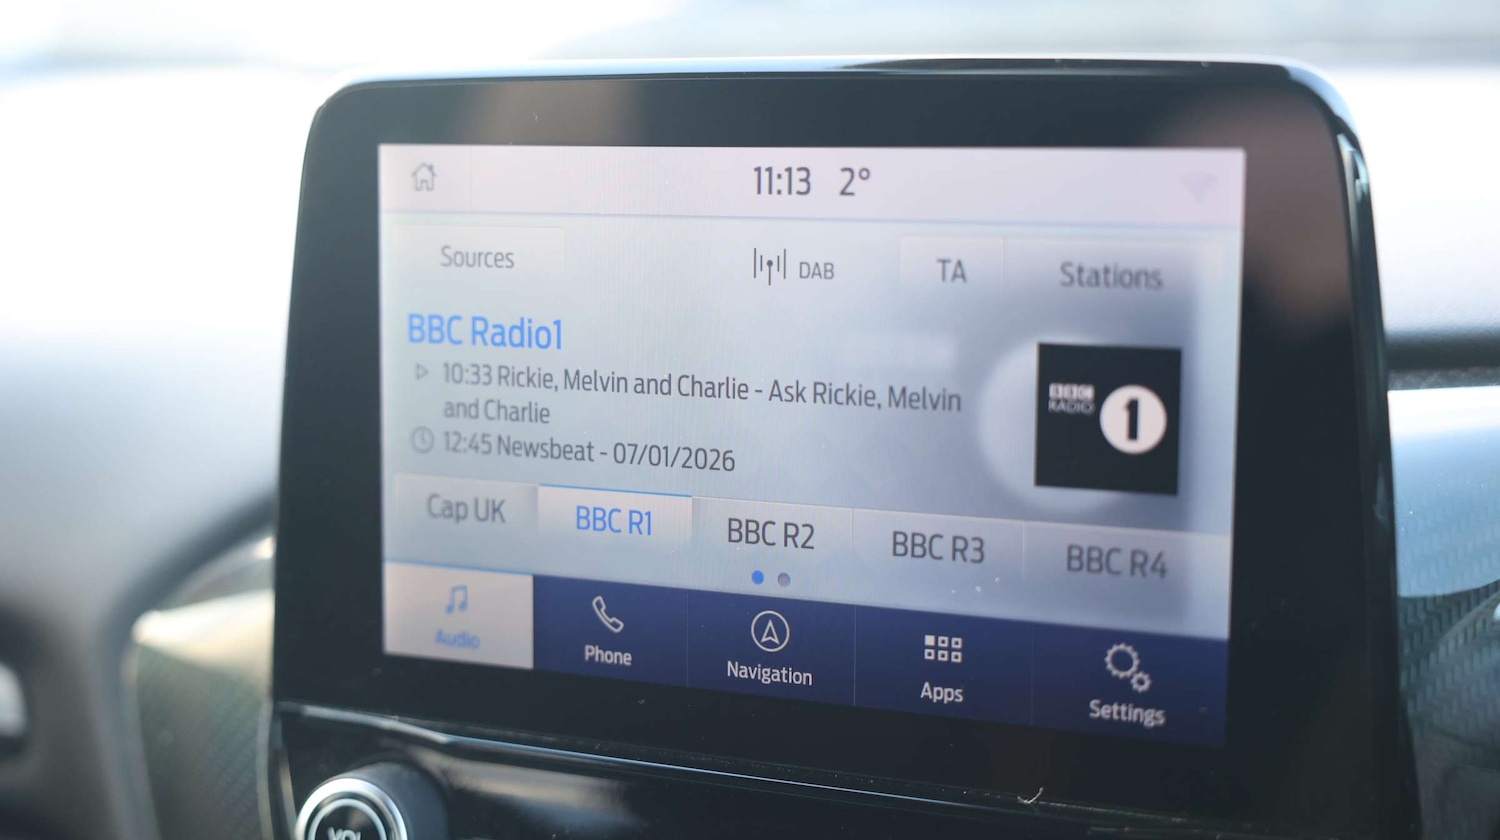 11:13 2°
Sources
DAB
TA
Stations
BBC Radio1
10:33 Rickie, Melvin and Charlie - Ask Rickie, Melvin
and Charlie
12:45 Newsbeat - 07/01/2026
BBC
RADIO
1
Cap UK
BBC R1
BBC R2
BBC R3
BBC R4
Audio
Phone
Navigation
Apps
Settings
VOL